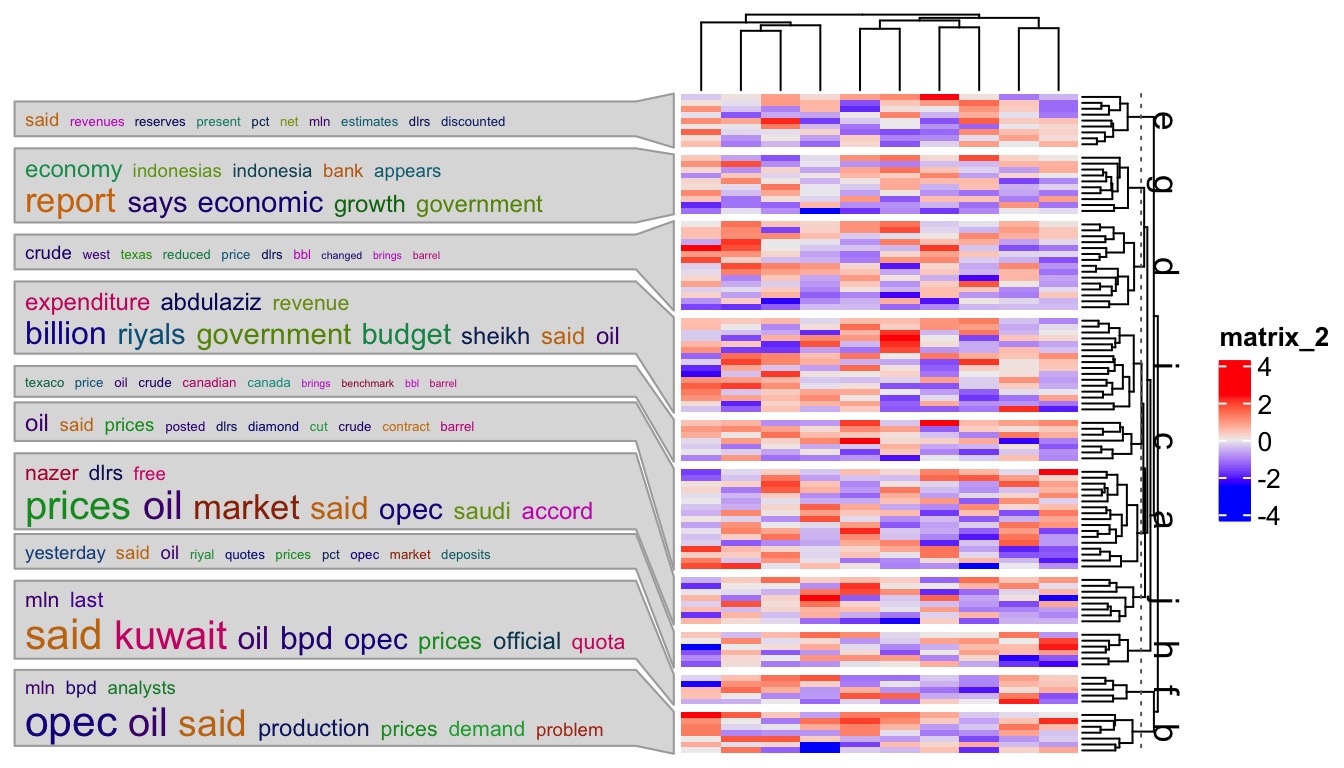 said revenues reserves present pct net mln estimates dlrs discounted
economy indonesias indonesia bank appears
report says economic growth government
crude west texas reduced price dlrs bbl changed brings barrel
expenditure abdulaziz revenue
billion riyals government budget sheikh said oil
texaco price oil crude canadian canada brings benchmark bbl barrel
oil said prices posted dlrs diamond cut crude contract barrel
nazer dlrs free
prices oil market said opec saudi accord
yesterday said oil riyal quotes prices pct opec market deposits
mln last
said kuwait oil bpd opec prices official quota
mln bpd analysts
opec oil said production prices demand problem
e
g
d
i
c
a
j
h
f
b
matrix_2
4
2
0
-2
-4